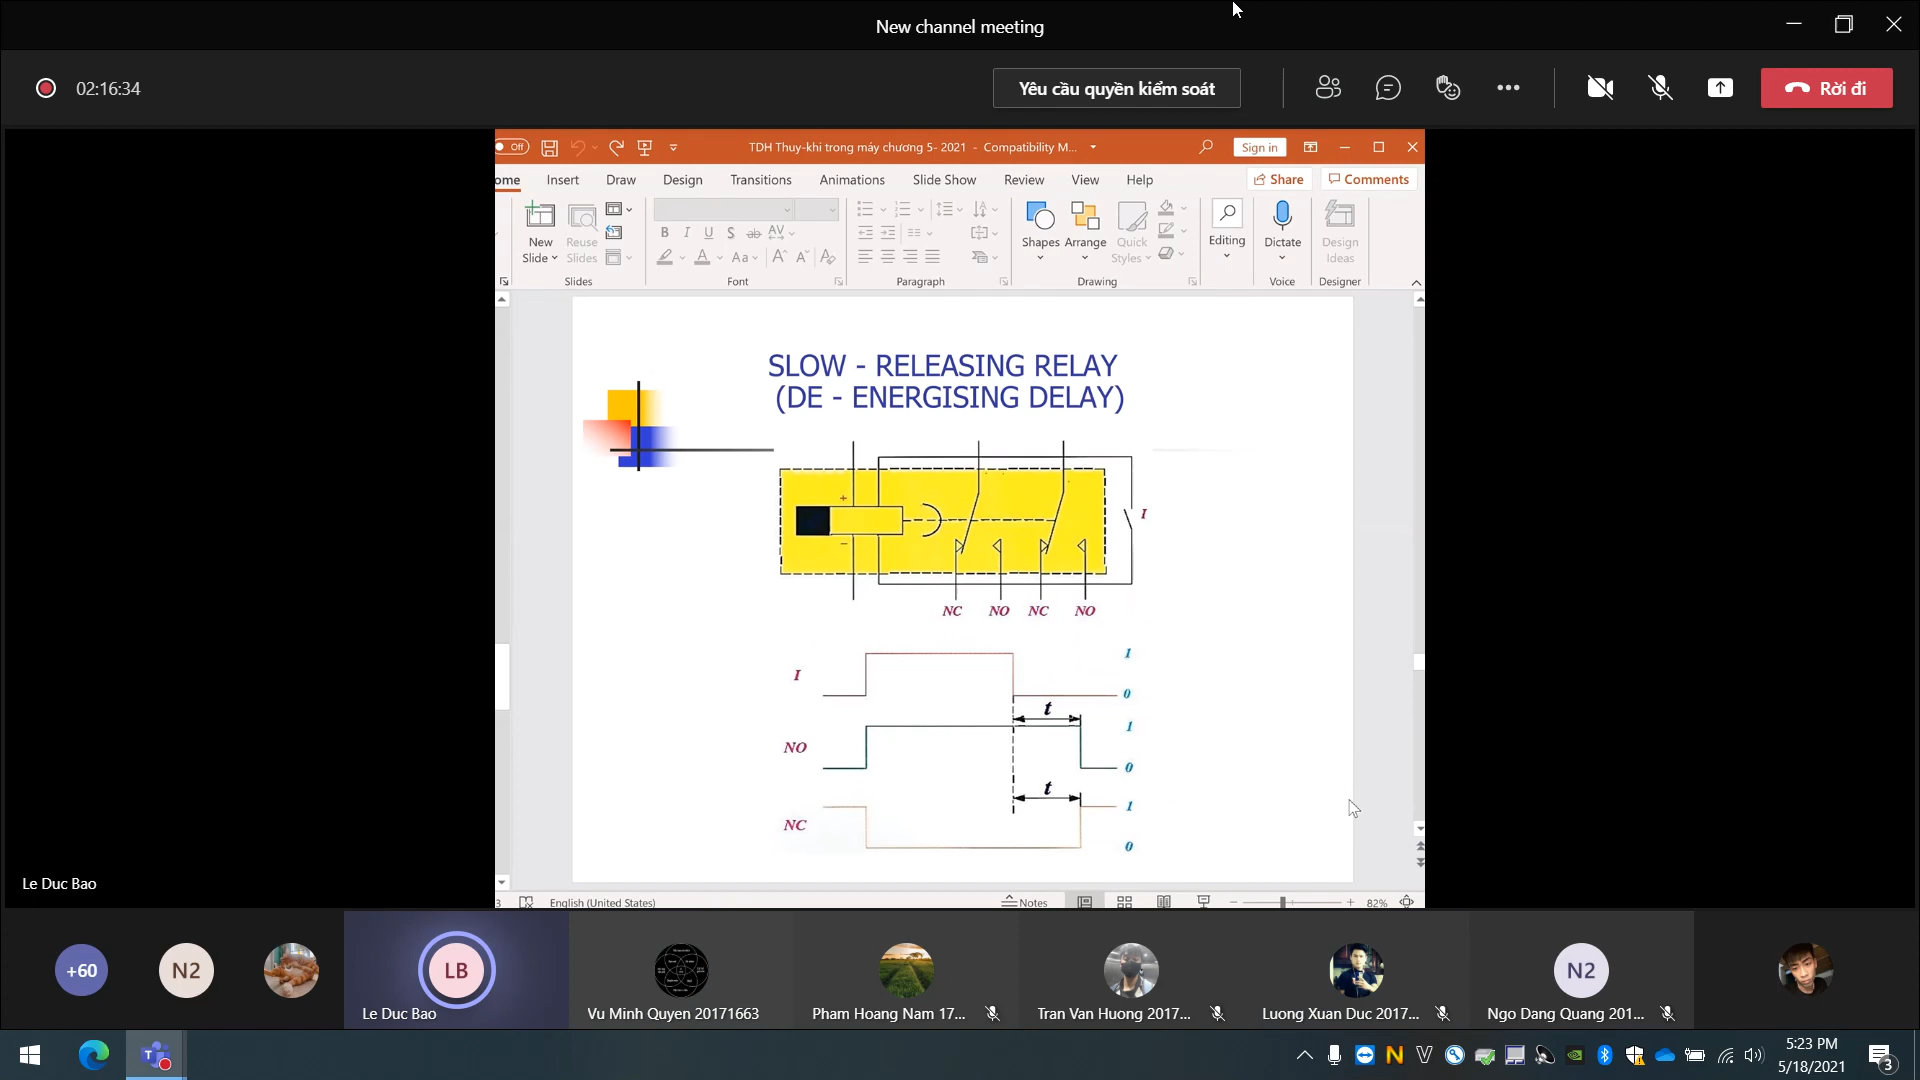 New channel meeting
02:16:34
Yêu cầu quyền kiểm soát
Rời đi
Off
TDH Thuy-khi trong máy chương 5- 2021 - Compatibility M...
Sign in
ome Insert Draw Design Transitions Animations Slide Show Review View Help
Share
Comments
New Slide
Reuse Slides
B I U S ab AV
A Aa A A A
Shapes
Arrange
Quick Styles
Editing
Dictate
Design Ideas
Slides
Font
Paragraph
Drawing
Voice
Designer
SLOW - RELEASING RELAY
(DE - ENERGISING DELAY)
+
I
−
NC NO NC NO
I 1
0
t
NO 1
0
t
NC 1
0
Le Duc Bao
3 English (United States)
Notes
82%
+60
N2
LB
Le Duc Bao
Vu Minh Quyen 20171663
Pham Hoang Nam 17...
Tran Van Huong 2017...
Luong Xuan Duc 2017...
N2
Ngo Dang Quang 201...
5:23 PM
5/18/2021
3